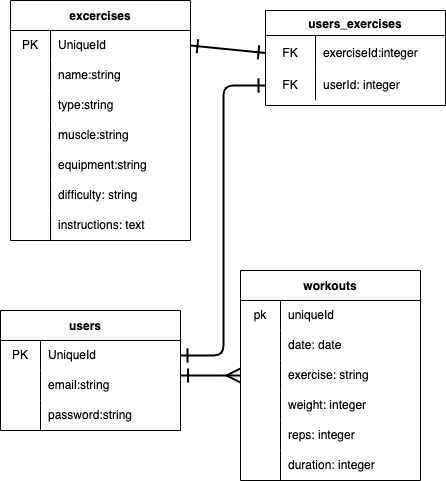 excercises
PK UniqueId
name:string
type:string
muscle:string
equipment:string
difficulty: string
instructions: text
users_exercises
FK exerciseId:integer
FK userId: integer
users
PK UniqueId
email:string
password:string
workouts
pk uniqueId
date: date
exercise: string
weight: integer
reps: integer
duration: integer